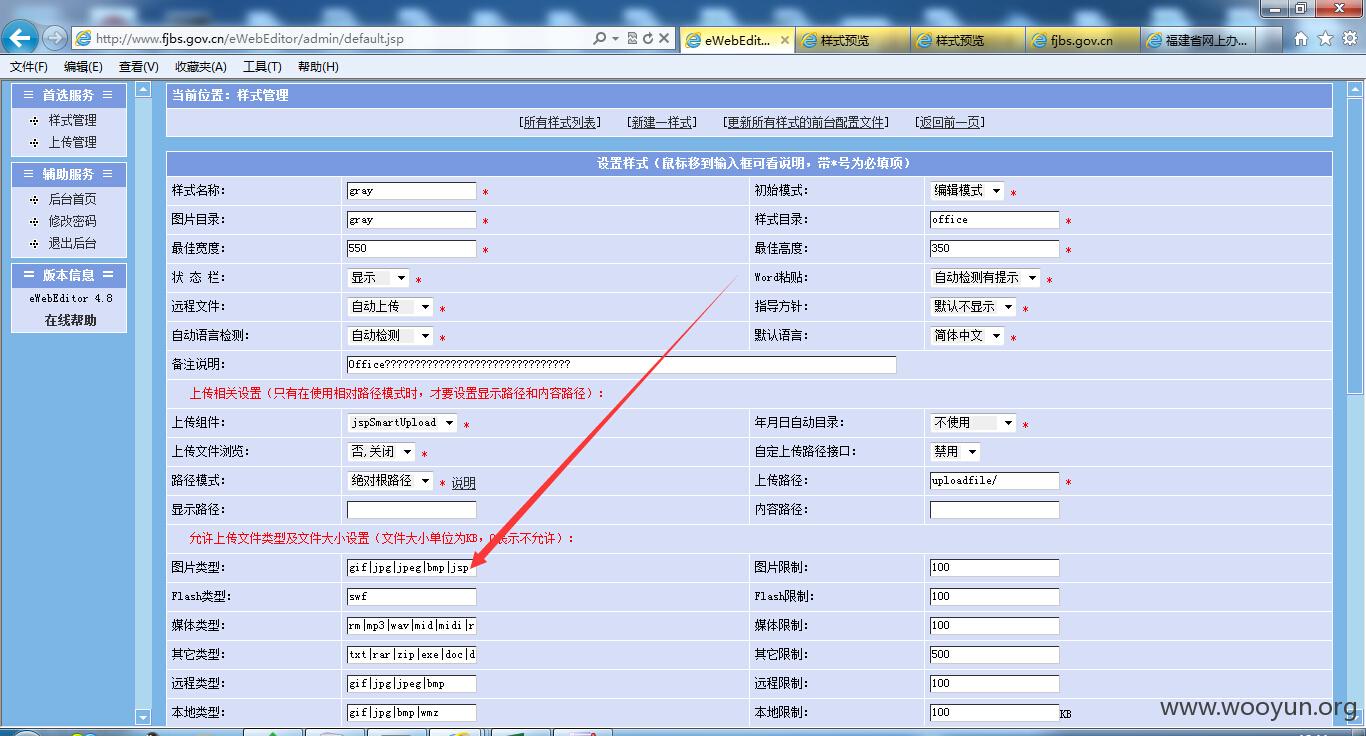 http://www.fjbs.gov.cn/eWebEditor/admin/default.jsp
eWebEdit... 样式预览 样式预览 fjbs.gov.cn 福建省网上办...
文件(F) 编辑(E) 查看(V) 收藏夹(A) 工具(T) 帮助(H)
首选服务
样式管理
上传管理
辅助服务
后台首页
修改密码
退出后台
版本信息
eWebEditor 4.8
在线帮助
当前位置：样式管理
[所有样式列表] [新建一样式] [更新所有样式的前台配置文件] [返回前一页]
设置样式（鼠标移到输入框可看说明，带*号为必填项）
样式名称： gray * 初始模式： 编辑模式 *
图片目录： gray * 样式目录： office *
最佳宽度： 550 * 最佳高度： 350 *
状 态 栏： 显示 * Word粘贴： 自动检测有提示 *
远程文件： 自动上传 * 指导方针： 默认不显示 *
自动语言检测： 自动检测 * 默认语言： 简体中文 *
备注说明： Office???????????????????????????????
上传相关设置（只有在使用相对路径模式时，才要设置显示路径和内容路径）：
上传组件： jspSmartUpload * 年月日自动目录： 不使用 *
上传文件浏览： 否,关闭 * 自定上传路径接口： 禁用
路径模式： 绝对根路径 * 说明 上传路径： uploadfile/ *
显示路径： 内容路径：
允许上传文件类型及文件大小设置（文件大小单位为KB，0表示不允许）：
图片类型： gif|jpg|jpeg|bmp|jsp 图片限制： 100
Flash类型： swf Flash限制： 100
媒体类型： rm|mp3|wav|mid|midi|r 媒体限制： 100
其它类型： txt|rar|zip|exe|doc|d 其它限制： 500
远程类型： gif|jpg|jpeg|bmp 远程限制： 100
本地类型： gif|jpg|bmp|wmz 本地限制： 100 KB
www.wooyun.org